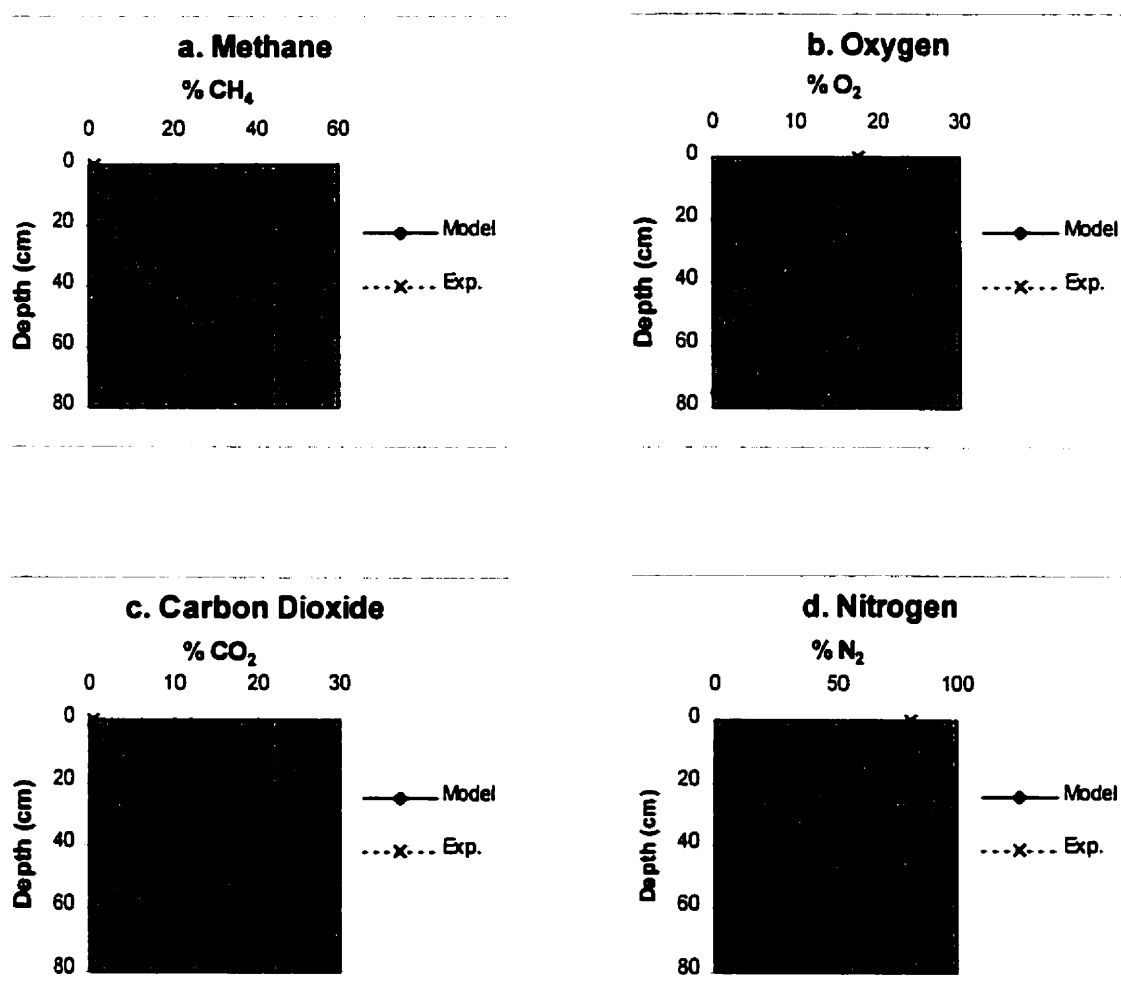 a. Methane
% CH₄
0 20 40 60
0
20
40
60
80
Depth (cm)
Model
Exp.
b. Oxygen
% O₂
0 10 20 30
0
20
40
60
80
Depth (cm)
Model
Exp.
c. Carbon Dioxide
% CO₂
0 10 20 30
0
20
40
60
80
Depth (cm)
Model
Exp.
d. Nitrogen
% N₂
0 50 100
0
20
40
60
80
Depth (cm)
Model
Exp.